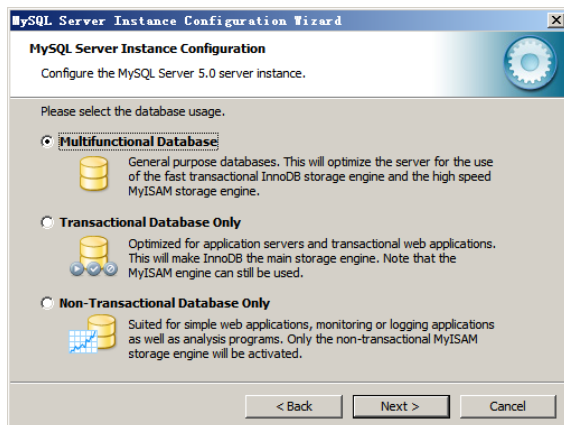 MySQL Server Instance Configuration Wizard
MySQL Server Instance Configuration
Configure the MySQL Server 5.0 server instance.
Please select the database usage.
Multifunctional Database
General purpose databases. This will optimize the server for the use
of the fast transactional InnoDB storage engine and the high speed
MyISAM storage engine.
Transactional Database Only
Optimized for application servers and transactional web applications.
This will make InnoDB the main storage engine. Note that the
MyISAM engine can still be used.
Non-Transactional Database Only
Suited for simple web applications, monitoring or logging applications
as well as analysis programs. Only the non-transactional MyISAM
storage engine will be activated.
< Back Next > Cancel